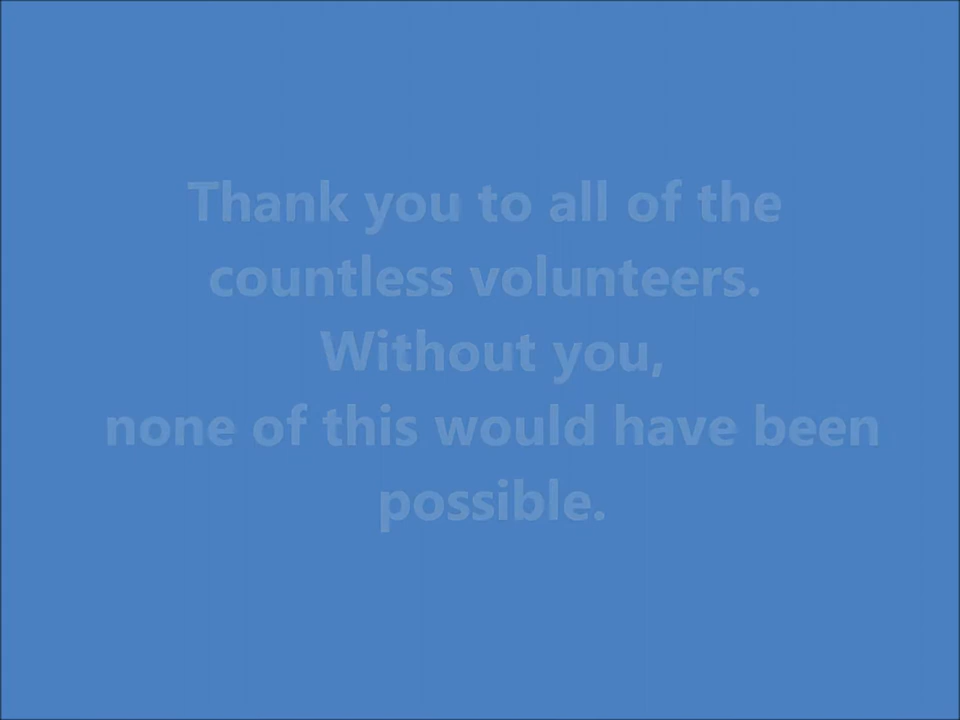 Thank you to all of the
countless volunteers.
Without you,
none of this would have been
possible.